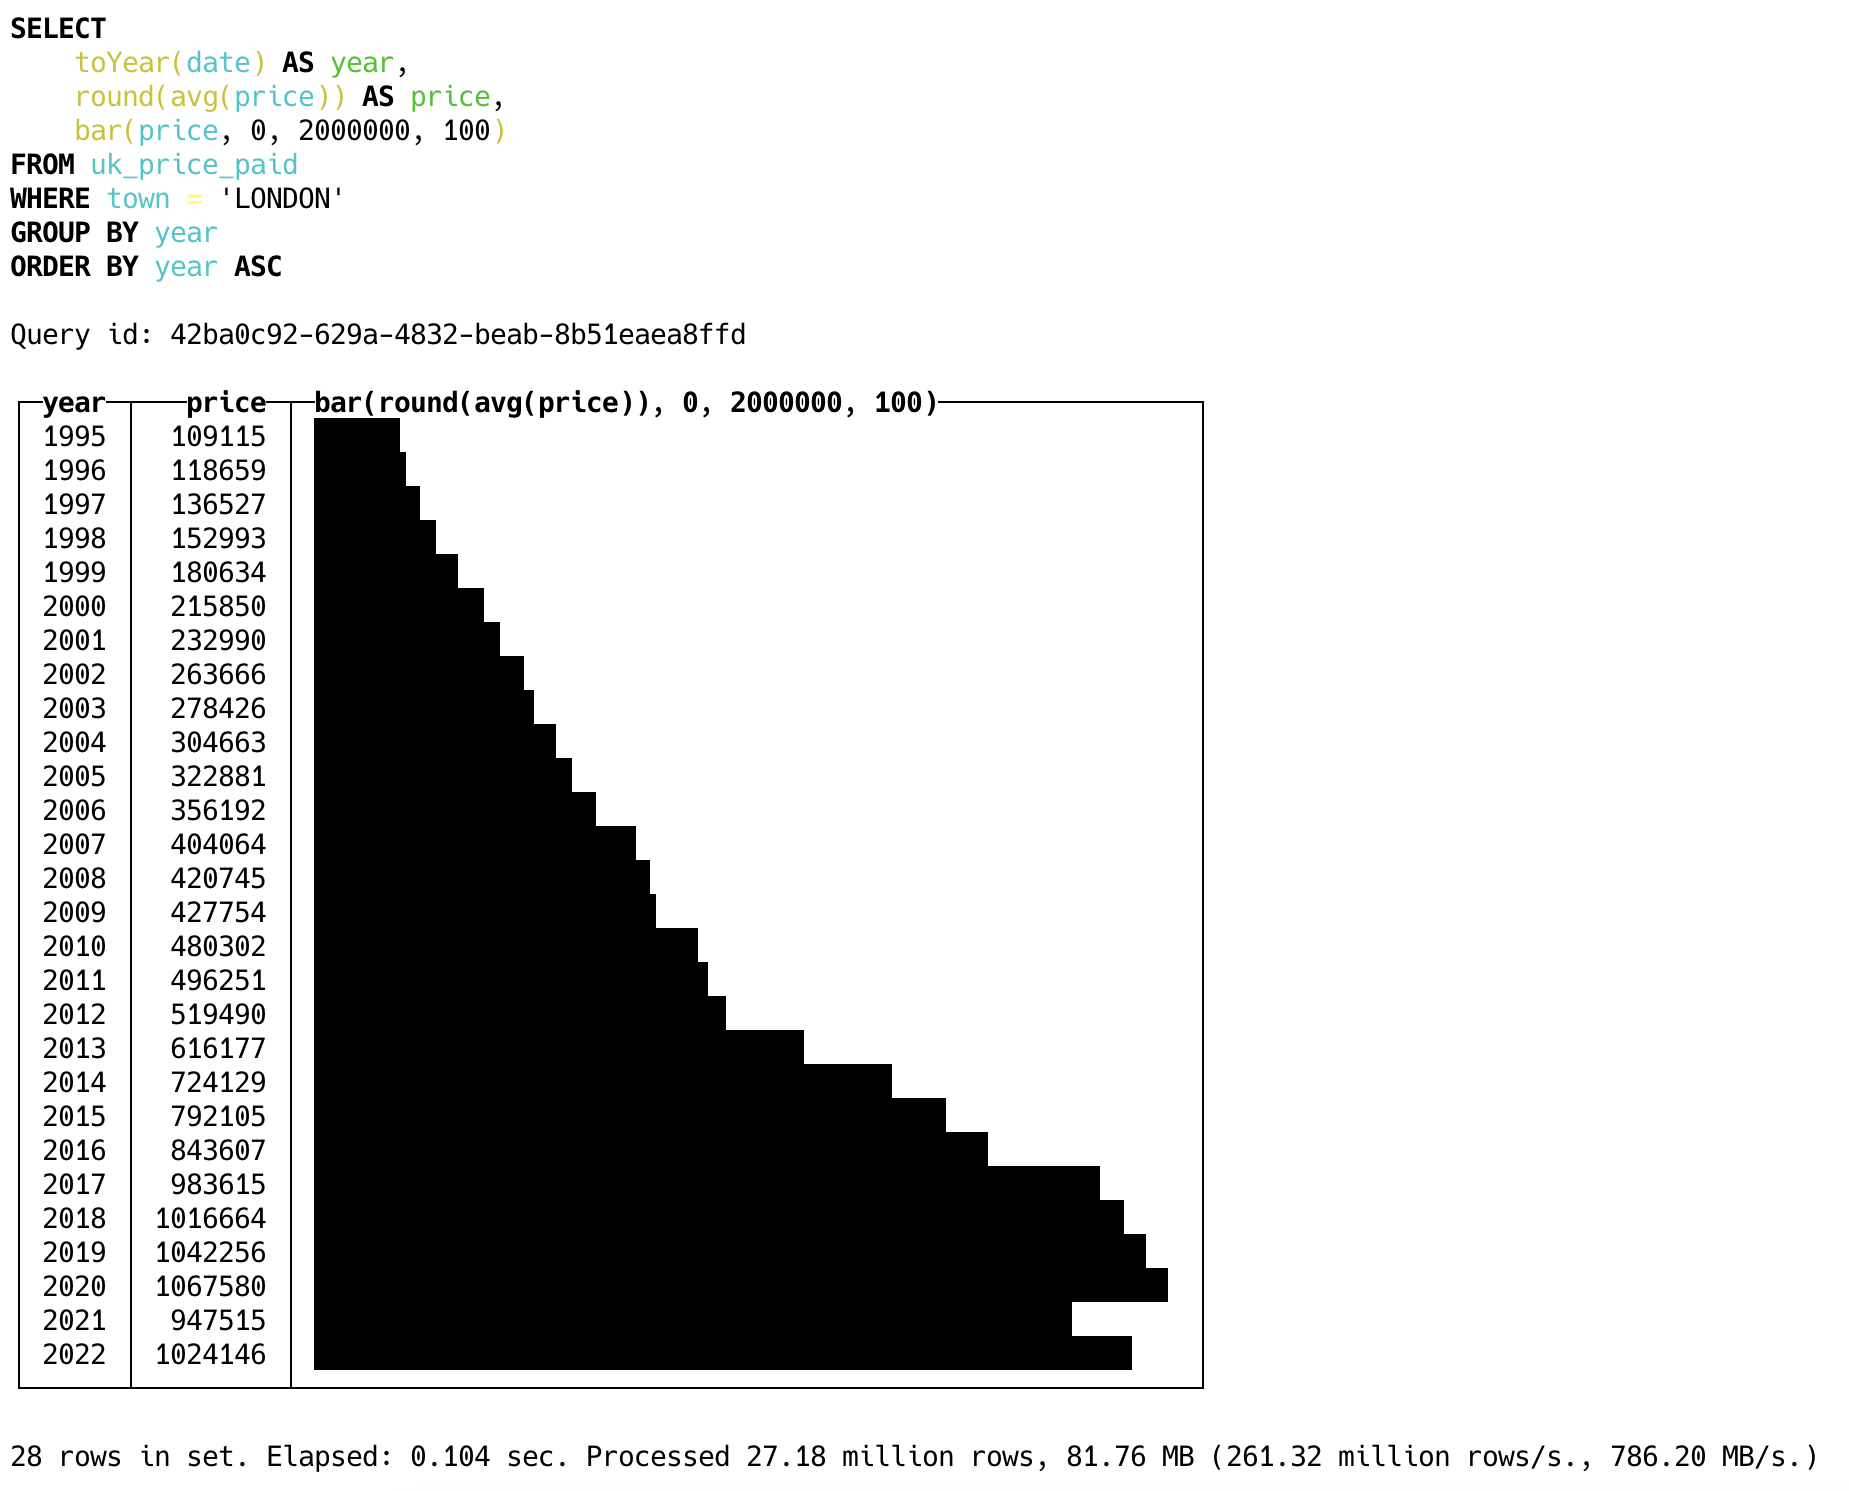 SELECT
    toYear(date) AS year,
    round(avg(price)) AS price,
    bar(price, 0, 2000000, 100)
FROM uk_price_paid
WHERE town = 'LONDON'
GROUP BY year
ORDER BY year ASC
Query id: 42ba0c92-629a-4832-beab-8b51eaea8ffd
year price bar(round(avg(price)), 0, 2000000, 100)
1995 109115
1996 118659
1997 136527
1998 152993
1999 180634
2000 215850
2001 232990
2002 263666
2003 278426
2004 304663
2005 322881
2006 356192
2007 404064
2008 420745
2009 427754
2010 480302
2011 496251
2012 519490
2013 616177
2014 724129
2015 792105
2016 843607
2017 983615
2018 1016664
2019 1042256
2020 1067580
2021 947515
2022 1024146
28 rows in set. Elapsed: 0.104 sec. Processed 27.18 million rows, 81.76 MB (261.32 million rows/s., 786.20 MB/s.)